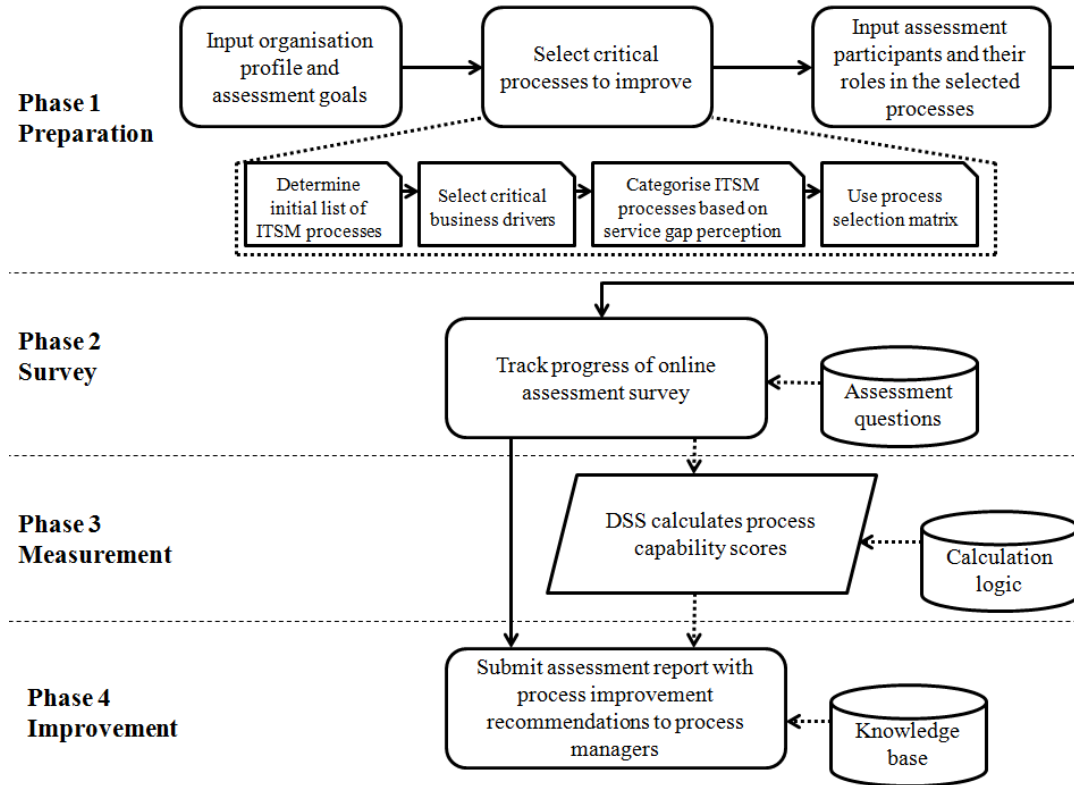 Phase 1
Preparation
Input organisation
profile and
assessment goals
Select critical
processes to improve
Input assessment
participants and their
roles in the selected
processes
Determine
initial list of
ITSM processes
Select critical
business drivers
Categorise ITSM
processes based on
service gap perception
Use process
selection matrix
Phase 2
Survey
Track progress of online
assessment survey
Assessment
questions
Phase 3
Measurement
DSS calculates process
capability scores
Calculation
logic
Phase 4
Improvement
Submit assessment report with
process improvement
recommendations to process
managers
Knowledge
base